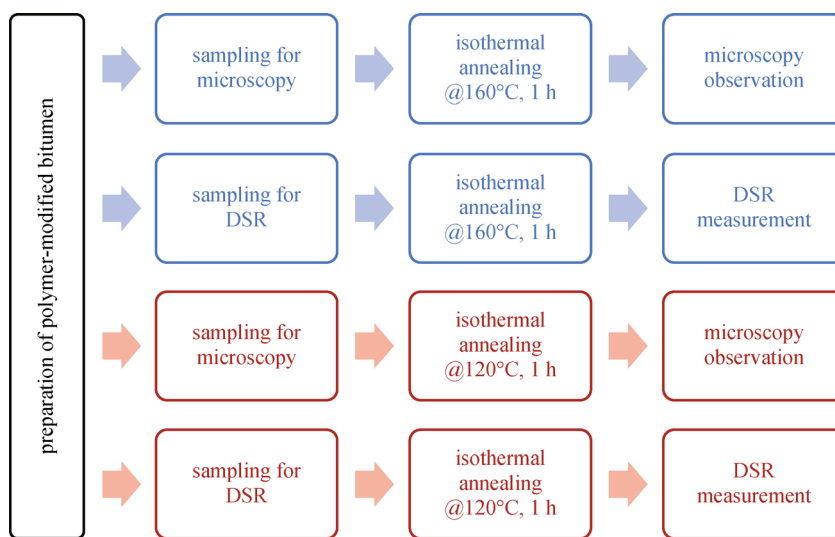 preparation of polymer-modified bitumen
sampling for
microscopy
isothermal
annealing
@160°C, 1 h
microscopy
observation
sampling for
DSR
isothermal
annealing
@160°C, 1 h
DSR
measurement
sampling for
microscopy
isothermal
annealing
@120°C, 1 h
microscopy
observation
sampling for
DSR
isothermal
annealing
@120°C, 1 h
DSR
measurement